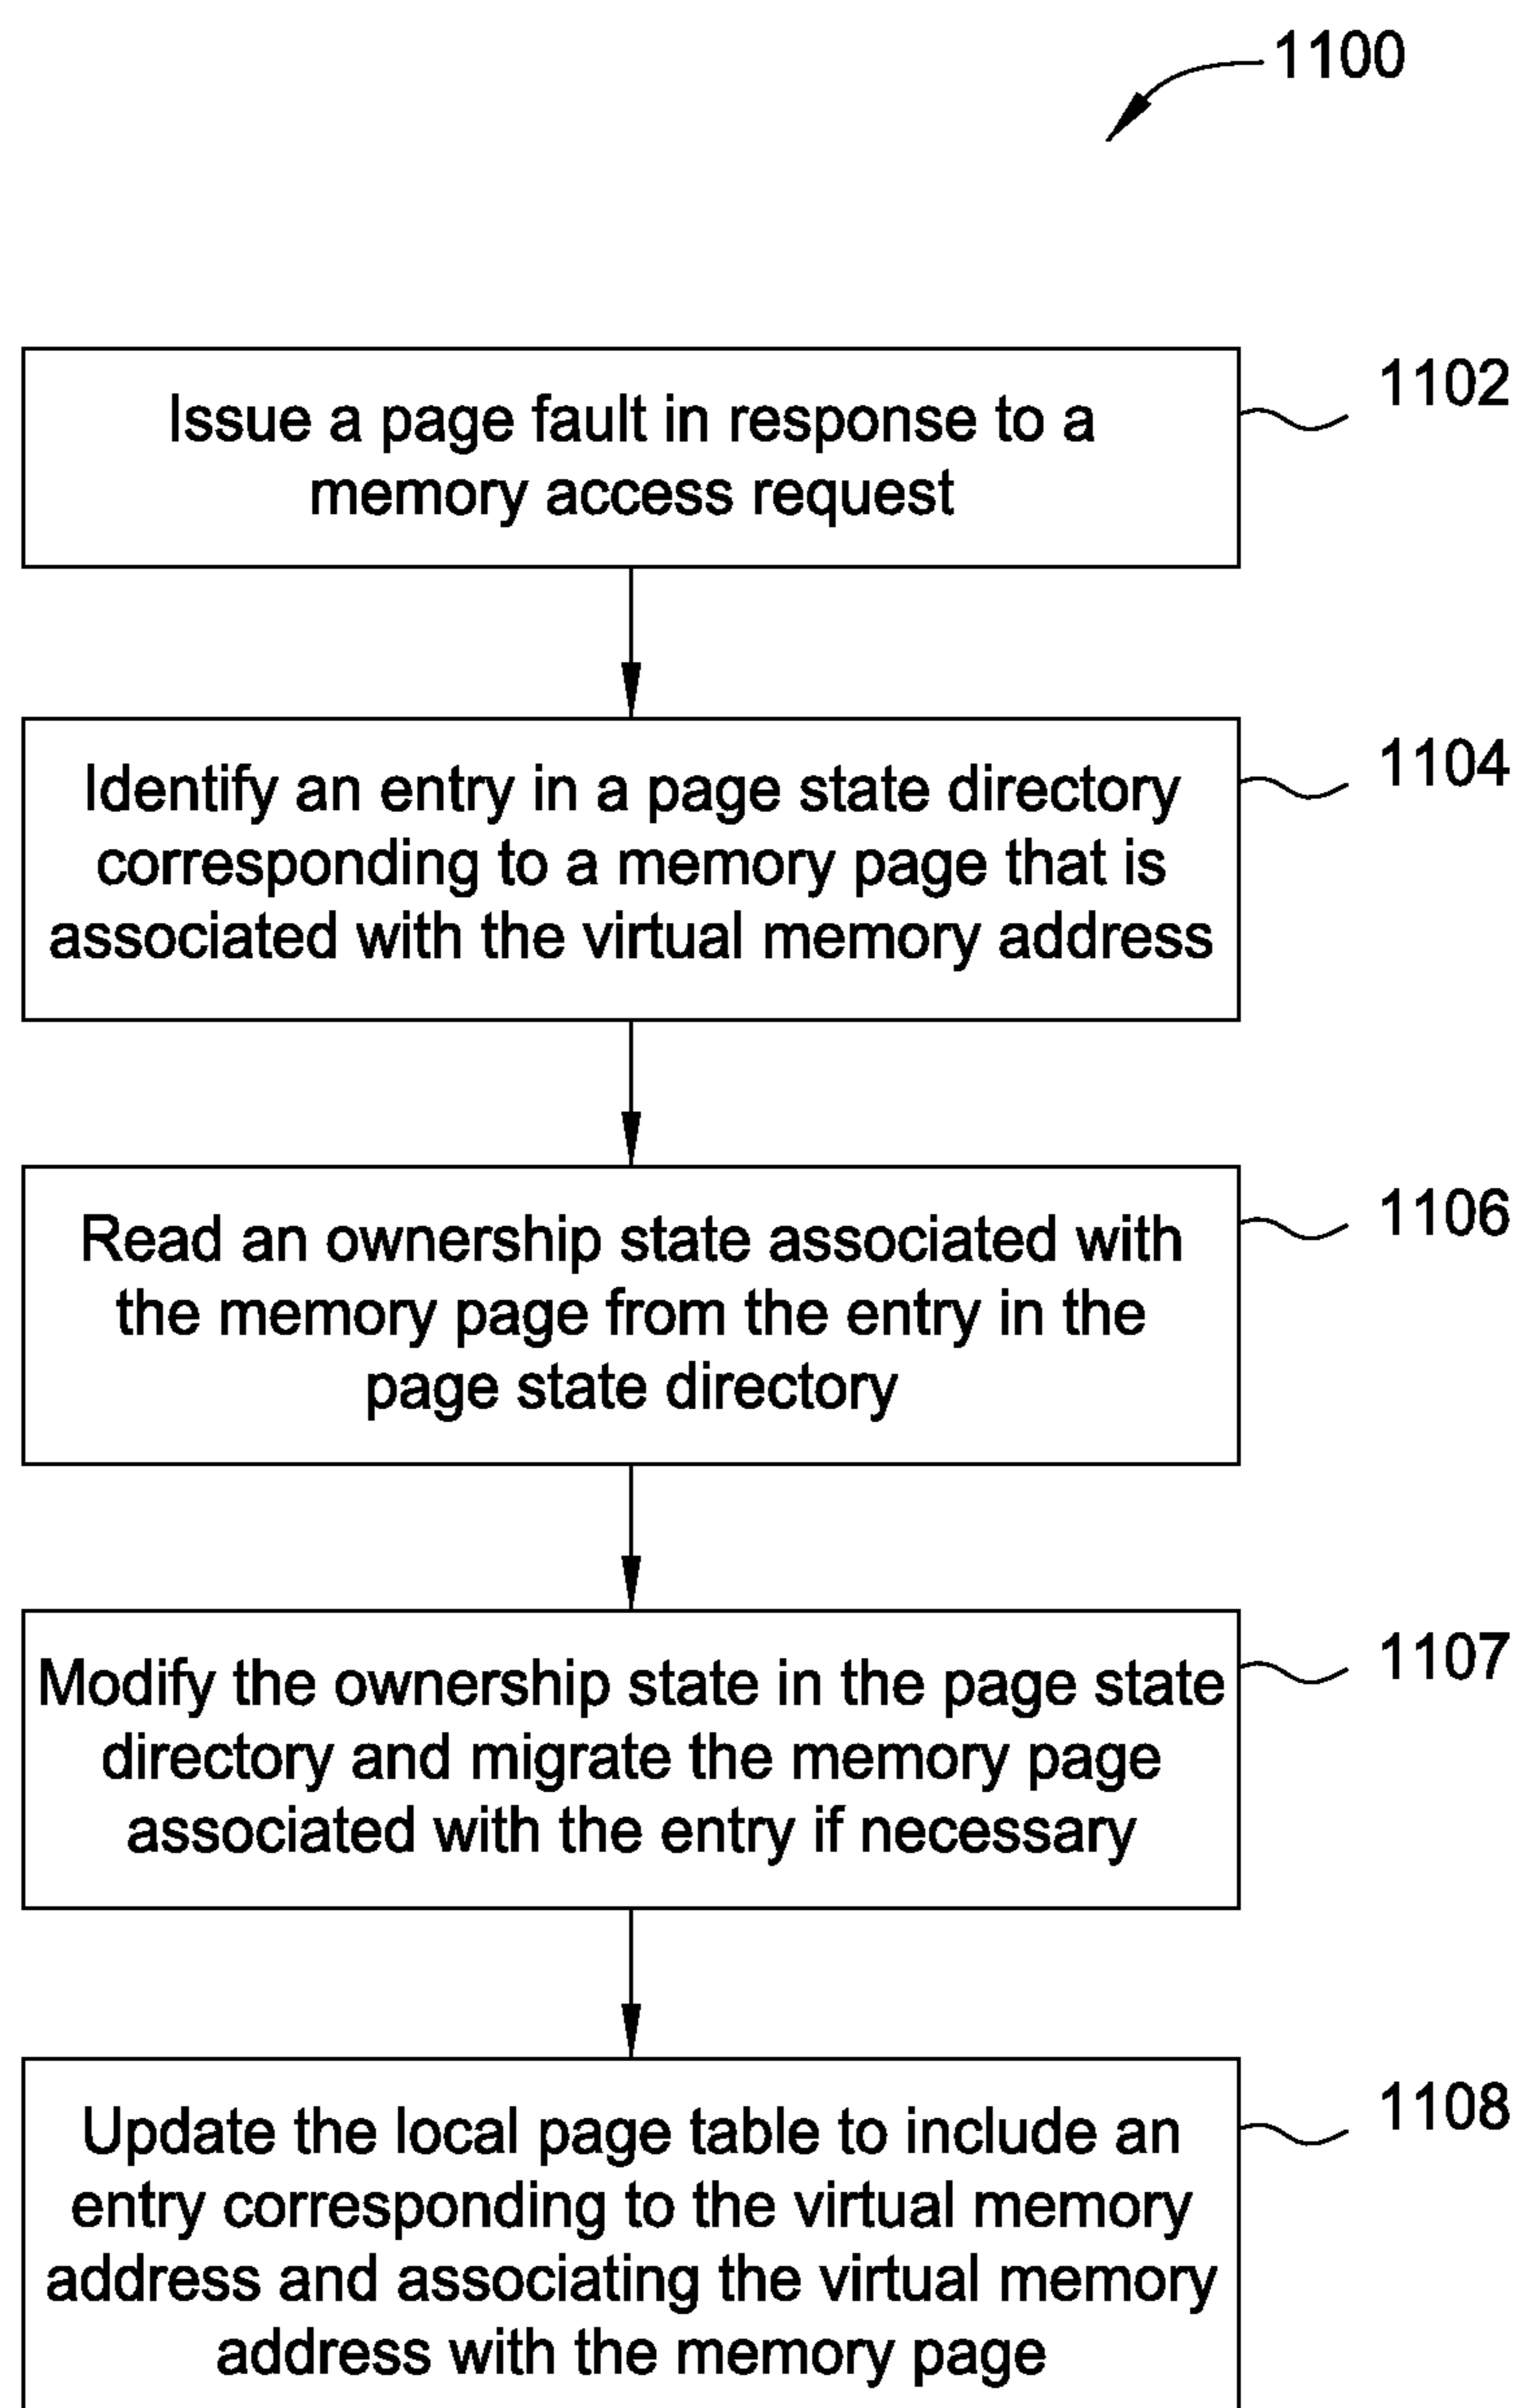 1100
Issue a page fault in response to a
memory access request
1102
Identify an entry in a page state directory
corresponding to a memory page that is
associated with the virtual memory address
1104
Read an ownership state associated with
the memory page from the entry in the
page state directory
1106
Modify the ownership state in the page state
directory and migrate the memory page
associated with the entry if necessary
1107
Update the local page table to include an
entry corresponding to the virtual memory
address and associating the virtual memory
address with the memory page
1108